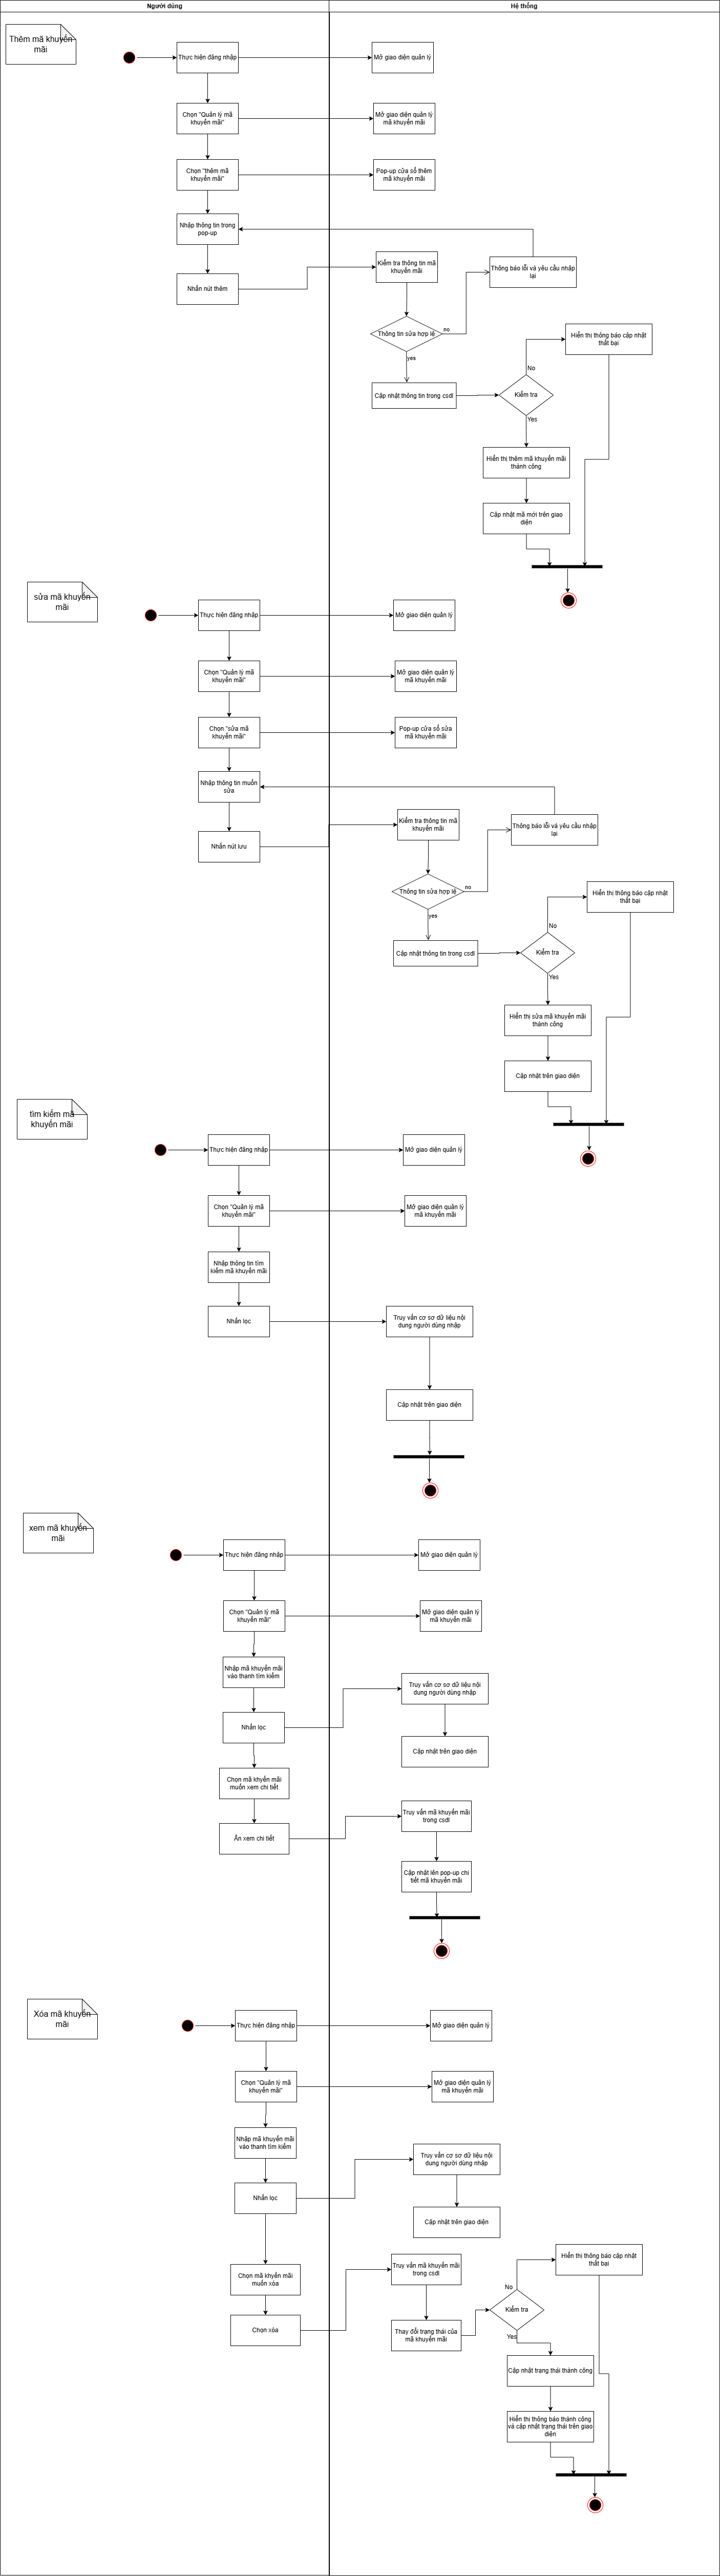 Người dùng
Hệ thống
Thêm mã khuyến
mãi
Thực hiện đăng nhập
Mở giao diện quản lý
Chọn "Quản lý mã
khuyến mãi"
Mở giao diện quản lý
mã khuyến mãi
Chọn "thêm mã
khuyến mãi"
Pop-up cửa sổ thêm
mã khuyến mãi
Nhập thông tin trong
pop-up
Nhấn nút thêm
Kiểm tra thông tin mã
khuyến mãi
Thông báo lỗi và yêu cầu nhập
lại
Thông tin sửa hợp lê
no
yes
Hiển thị thông báo cập nhật
thất bại
Cập nhật thông tin trong csdl
Kiểm tra
No
Yes
Hiển thị thêm mã khuyến mãi
thành công
Cập nhật mã mới trên giao
diện
sửa mã khuyến
mãi
Thực hiện đăng nhập
Mở giao diện quản lý
Chọn "Quản lý mã
khuyến mãi"
Mở giao diện quản lý
mã khuyến mãi
Chọn "sửa mã
khuyến mãi"
Pop-up cửa sổ sửa
mã khuyến mãi
Nhập thông tin muốn
sửa
Nhấn nút lưu
Kiểm tra thông tin mã
khuyến mãi
Thông báo lỗi và yêu cầu nhập
lại
Thông tin sửa hợp lê
no
yes
Hiển thị thông báo cập nhật
thất bại
Cập nhật thông tin trong csdl
Kiểm tra
No
Yes
Hiển thị sửa mã khuyến mãi
thành công
Cập nhật trên giao diện
tìm kiếm mã
khuyến mãi
Thực hiện đăng nhập
Mở giao diện quản lý
Chọn "Quản lý mã
khuyến mãi"
Mở giao diện quản lý
mã khuyến mãi
Nhập thông tin tìm
kiếm mã khuyến mãi
Nhấn lọc
Truy vấn cơ sơ dữ liệu nội
dung người dùng nhập
Cập nhật trên giao diện
xem mã khuyến
mãi
Thực hiện đăng nhập
Mở giao diện quản lý
Chọn "Quản lý mã
khuyến mãi"
Mở giao diện quản lý
mã khuyến mãi
Nhập mã khuyến mãi
vào thanh tìm kiếm
Truy vấn cơ sơ dữ liệu nội
dung người dùng nhập
Nhấn lọc
Cập nhật trên giao diện
Chọn mã khyến mãi
muốn xem chi tiết
Truy vấn mã khuyến mãi
trong csdl
Ấn xem chi tiết
Cập nhât lên pop-up chi
tiết mã khuyến mãi
Xóa mã khuyến
mãi
Thực hiện đăng nhập
Mở giao diện quản lý
Chọn "Quản lý mã
khuyến mãi"
Mở giao diện quản lý
mã khuyến mãi
Nhập mã khuyến mãi
vào thanh tìm kiếm
Truy vấn cơ sơ dữ liệu nội
dung người dùng nhập
Nhấn lọc
Cập nhật trên giao diện
Chọn mã khyến mãi
muốn xóa
Truy vấn mã khuyến mãi
trong csdl
Hiển thị thông báo cập nhật
thất bại
No
Kiểm tra
Chọn xóa
Thay đổi trạng thái của
mã khuyến mãi
Yes
Cập nhật trạng thái thành công
Hiển thị thông báo thành công
và cập nhật trạng thái trên giao
diện